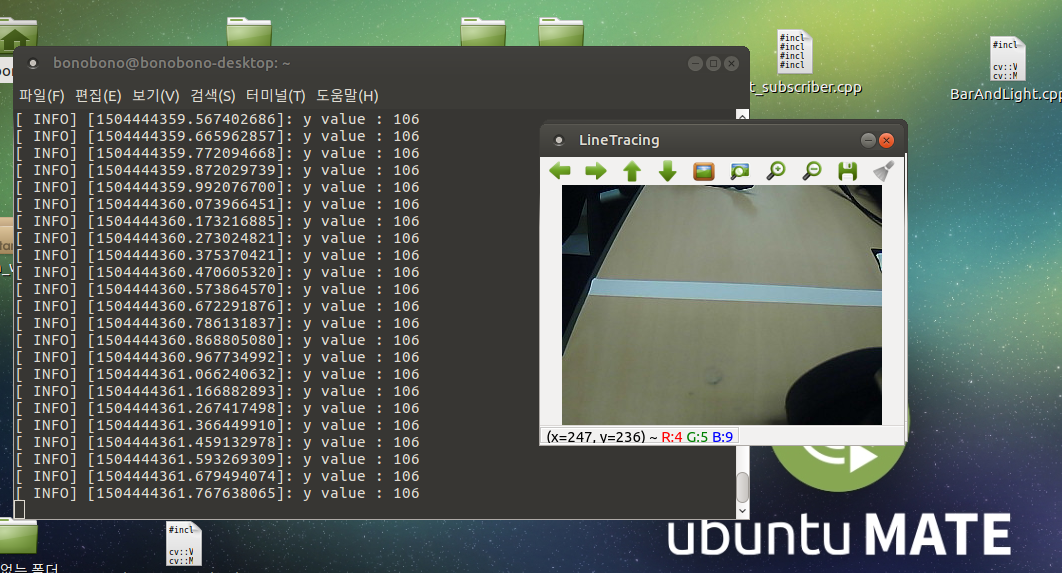 bonobono@bonobono-desktop: ~
파일(F) 편집(E) 보기(V) 검색(S) 터미널(T) 도움말(H)
[ INFO] [1504444359.567402686]: y value : 106
[ INFO] [1504444359.665962857]: y value : 106
[ INFO] [1504444359.772094668]: y value : 106
[ INFO] [1504444359.872029739]: y value : 106
[ INFO] [1504444359.992076700]: y value : 106
[ INFO] [1504444360.073966451]: y value : 106
[ INFO] [1504444360.173216885]: y value : 106
[ INFO] [1504444360.273024821]: y value : 106
[ INFO] [1504444360.375370421]: y value : 106
[ INFO] [1504444360.470605320]: y value : 106
[ INFO] [1504444360.573864570]: y value : 106
[ INFO] [1504444360.672291876]: y value : 106
[ INFO] [1504444360.786131837]: y value : 106
[ INFO] [1504444360.868805080]: y value : 106
[ INFO] [1504444360.967734992]: y value : 106
[ INFO] [1504444361.066240632]: y value : 106
[ INFO] [1504444361.166882893]: y value : 106
[ INFO] [1504444361.267417498]: y value : 106
[ INFO] [1504444361.366449910]: y value : 106
[ INFO] [1504444361.459132978]: y value : 106
[ INFO] [1504444361.593269309]: y value : 106
[ INFO] [1504444361.679494074]: y value : 106
[ INFO] [1504444361.767638065]: y value : 106
#incl
#incl
#incl
#incl
t_subscriber.cpp
#incl
cv::V
cv::M
BarAndLight.cpp
LineTracing
(x=247, y=236) ~ R:4 G:5 B:9
ubuntu MATE
#incl
cv::V
cv::M
없는 폴더